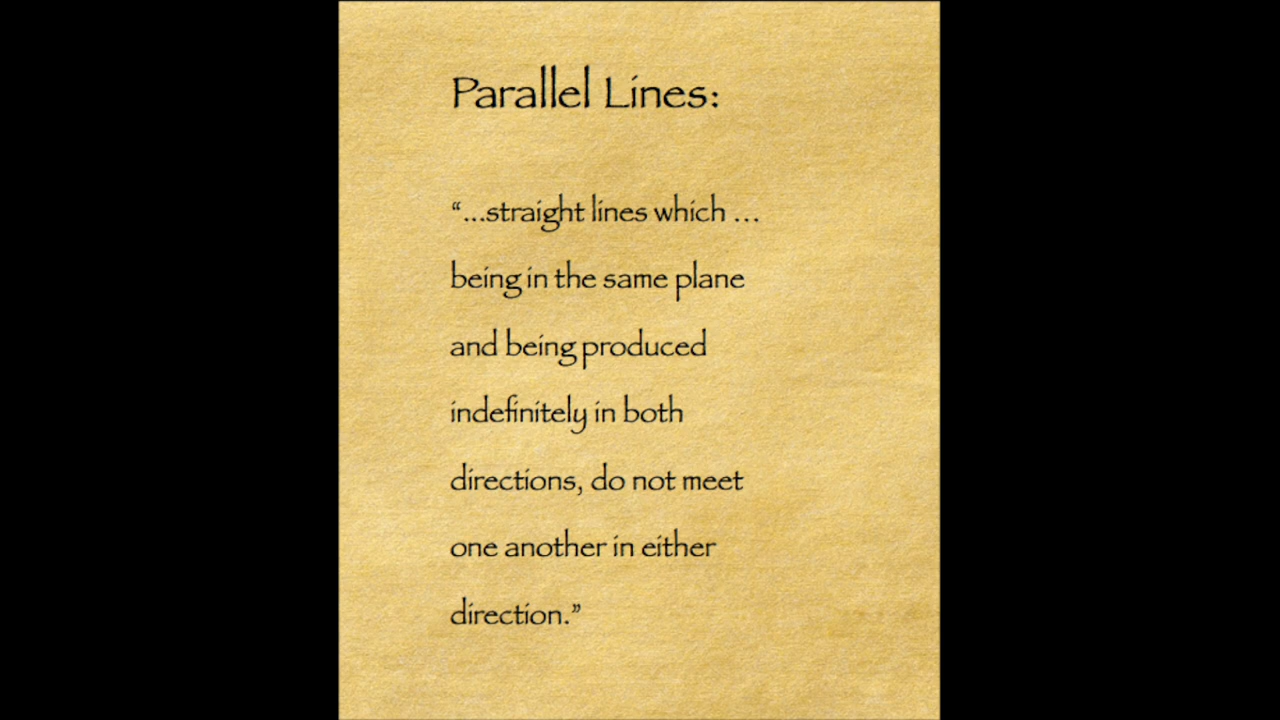 Parallel Lines:
“...straight lines which ...
being in the same plane
and being produced
indefinitely in both
directions, do not meet
one another in either
direction.”